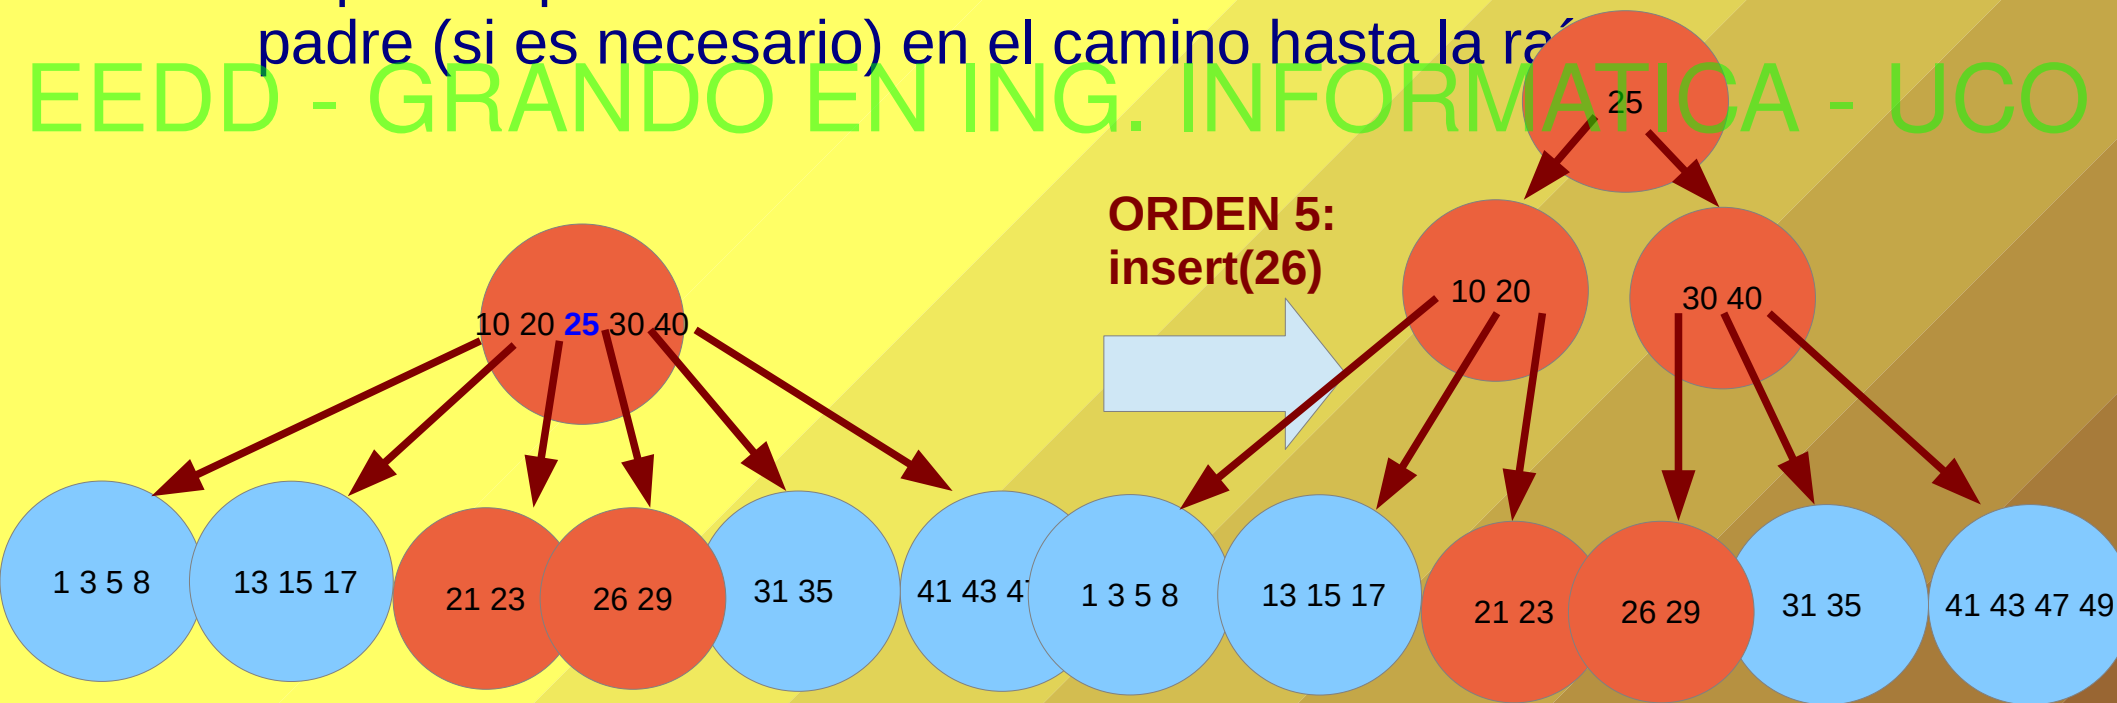 padre (si es necesario) en el camino hasta la
EEDD - GRANDO EN ING. INFORMATICA - UCO
25
ORDEN 5:
insert(26)
10 20 25 30 40
10 20
30 40
1 3 5 8
13 15 17
21 23
26 29
31 35
41 43
1 3 5 8
13 15 17
21 23
26 29
31 35
41 43 47 49